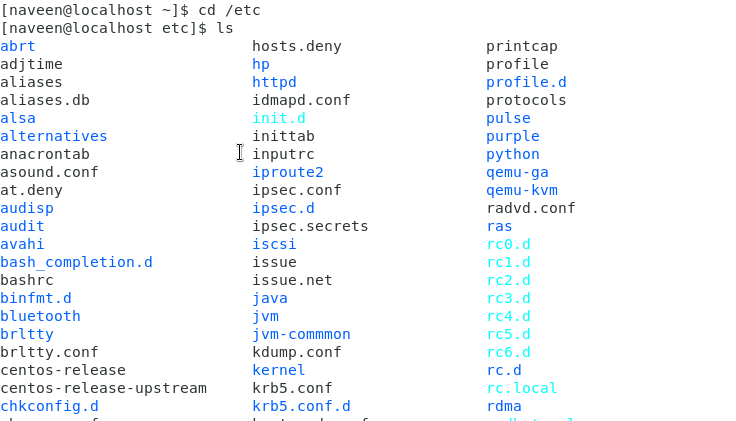 [naveen@localhost ~]$ cd /etc
[naveen@localhost etc]$ ls
abrt hosts.deny printcap
adjtime hp profile
aliases httpd profile.d
aliases.db idmapd.conf protocols
alsa init.d pulse
alternatives inittab purple
anacrontab inputrc python
asound.conf iproute2 qemu-ga
at.deny ipsec.conf qemu-kvm
audisp ipsec.d radvd.conf
audit ipsec.secrets ras
avahi iscsi rc0.d
bash_completion.d issue rc1.d
bashrc issue.net rc2.d
binfmt.d java rc3.d
bluetooth jvm rc4.d
brltty jvm-commmon rc5.d
brltty.conf kdump.conf rc6.d
centos-release kernel rc.d
centos-release-upstream krb5.conf rc.local
chkconfig.d krb5.conf.d rdma